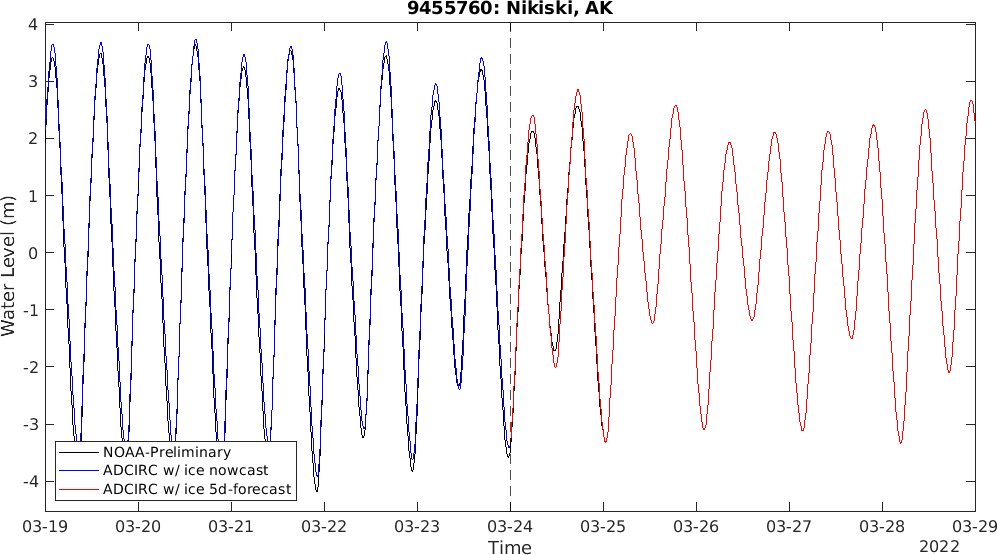 9455760: Nikiski, AK
4
3
2
1
0
-1
-2
-3
-4
Water Level (m)
NOAA-Preliminary
ADCIRC w/ ice nowcast
ADCIRC w/ ice 5d-forecast
03-19 03-20 03-21 03-22 03-23 03-24 03-25 03-26 03-27 03-28 03-29
Time
2022